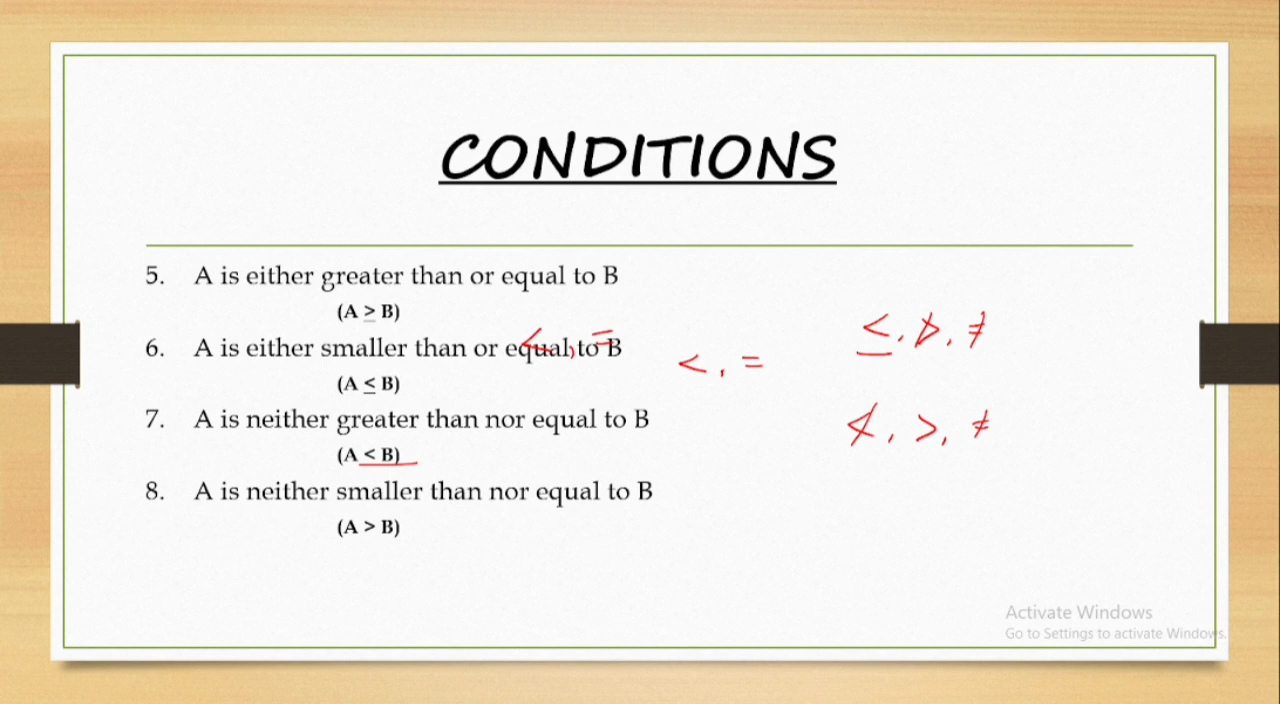 CONDITIONS
5. A is either greater than or equal to B
(A ≥ B)
6. A is either smaller than or equal to B
(A ≤ B)
<, =
<, =
≤, ≯, ≠
7. A is neither greater than nor equal to B
(A < B)
≮, >, ≠
8. A is neither smaller than nor equal to B
(A > B)
Activate Windows
Go to Settings to activate Windows.